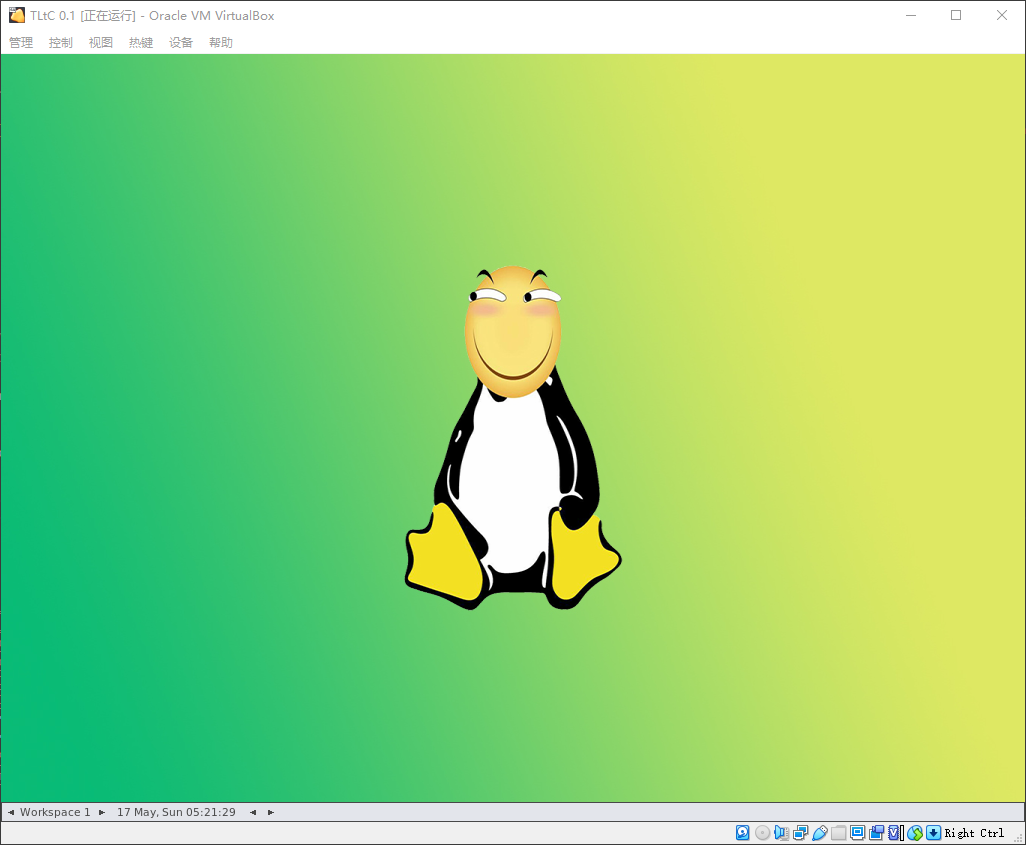 TLtC 0.1 [正在运行] - Oracle VM VirtualBox
管理 控制 视图 热键 设备 帮助
Workspace 1 17 May, Sun 05:21:29
Right Ctrl